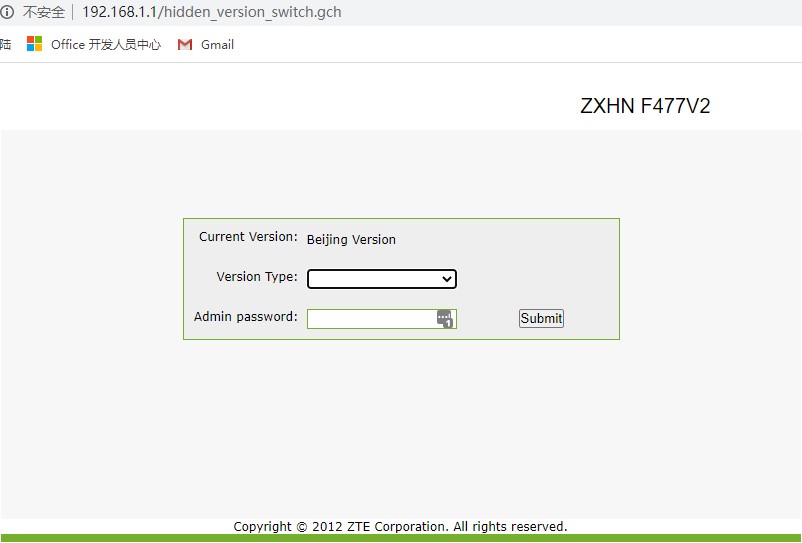 不安全 | 192.168.1.1/hidden_version_switch.gch
陆 Office 开发人员中心 Gmail
ZXHN F477V2
Current Version: Beijing Version
Version Type:
Admin password: Submit
Copyright © 2012 ZTE Corporation. All rights reserved.